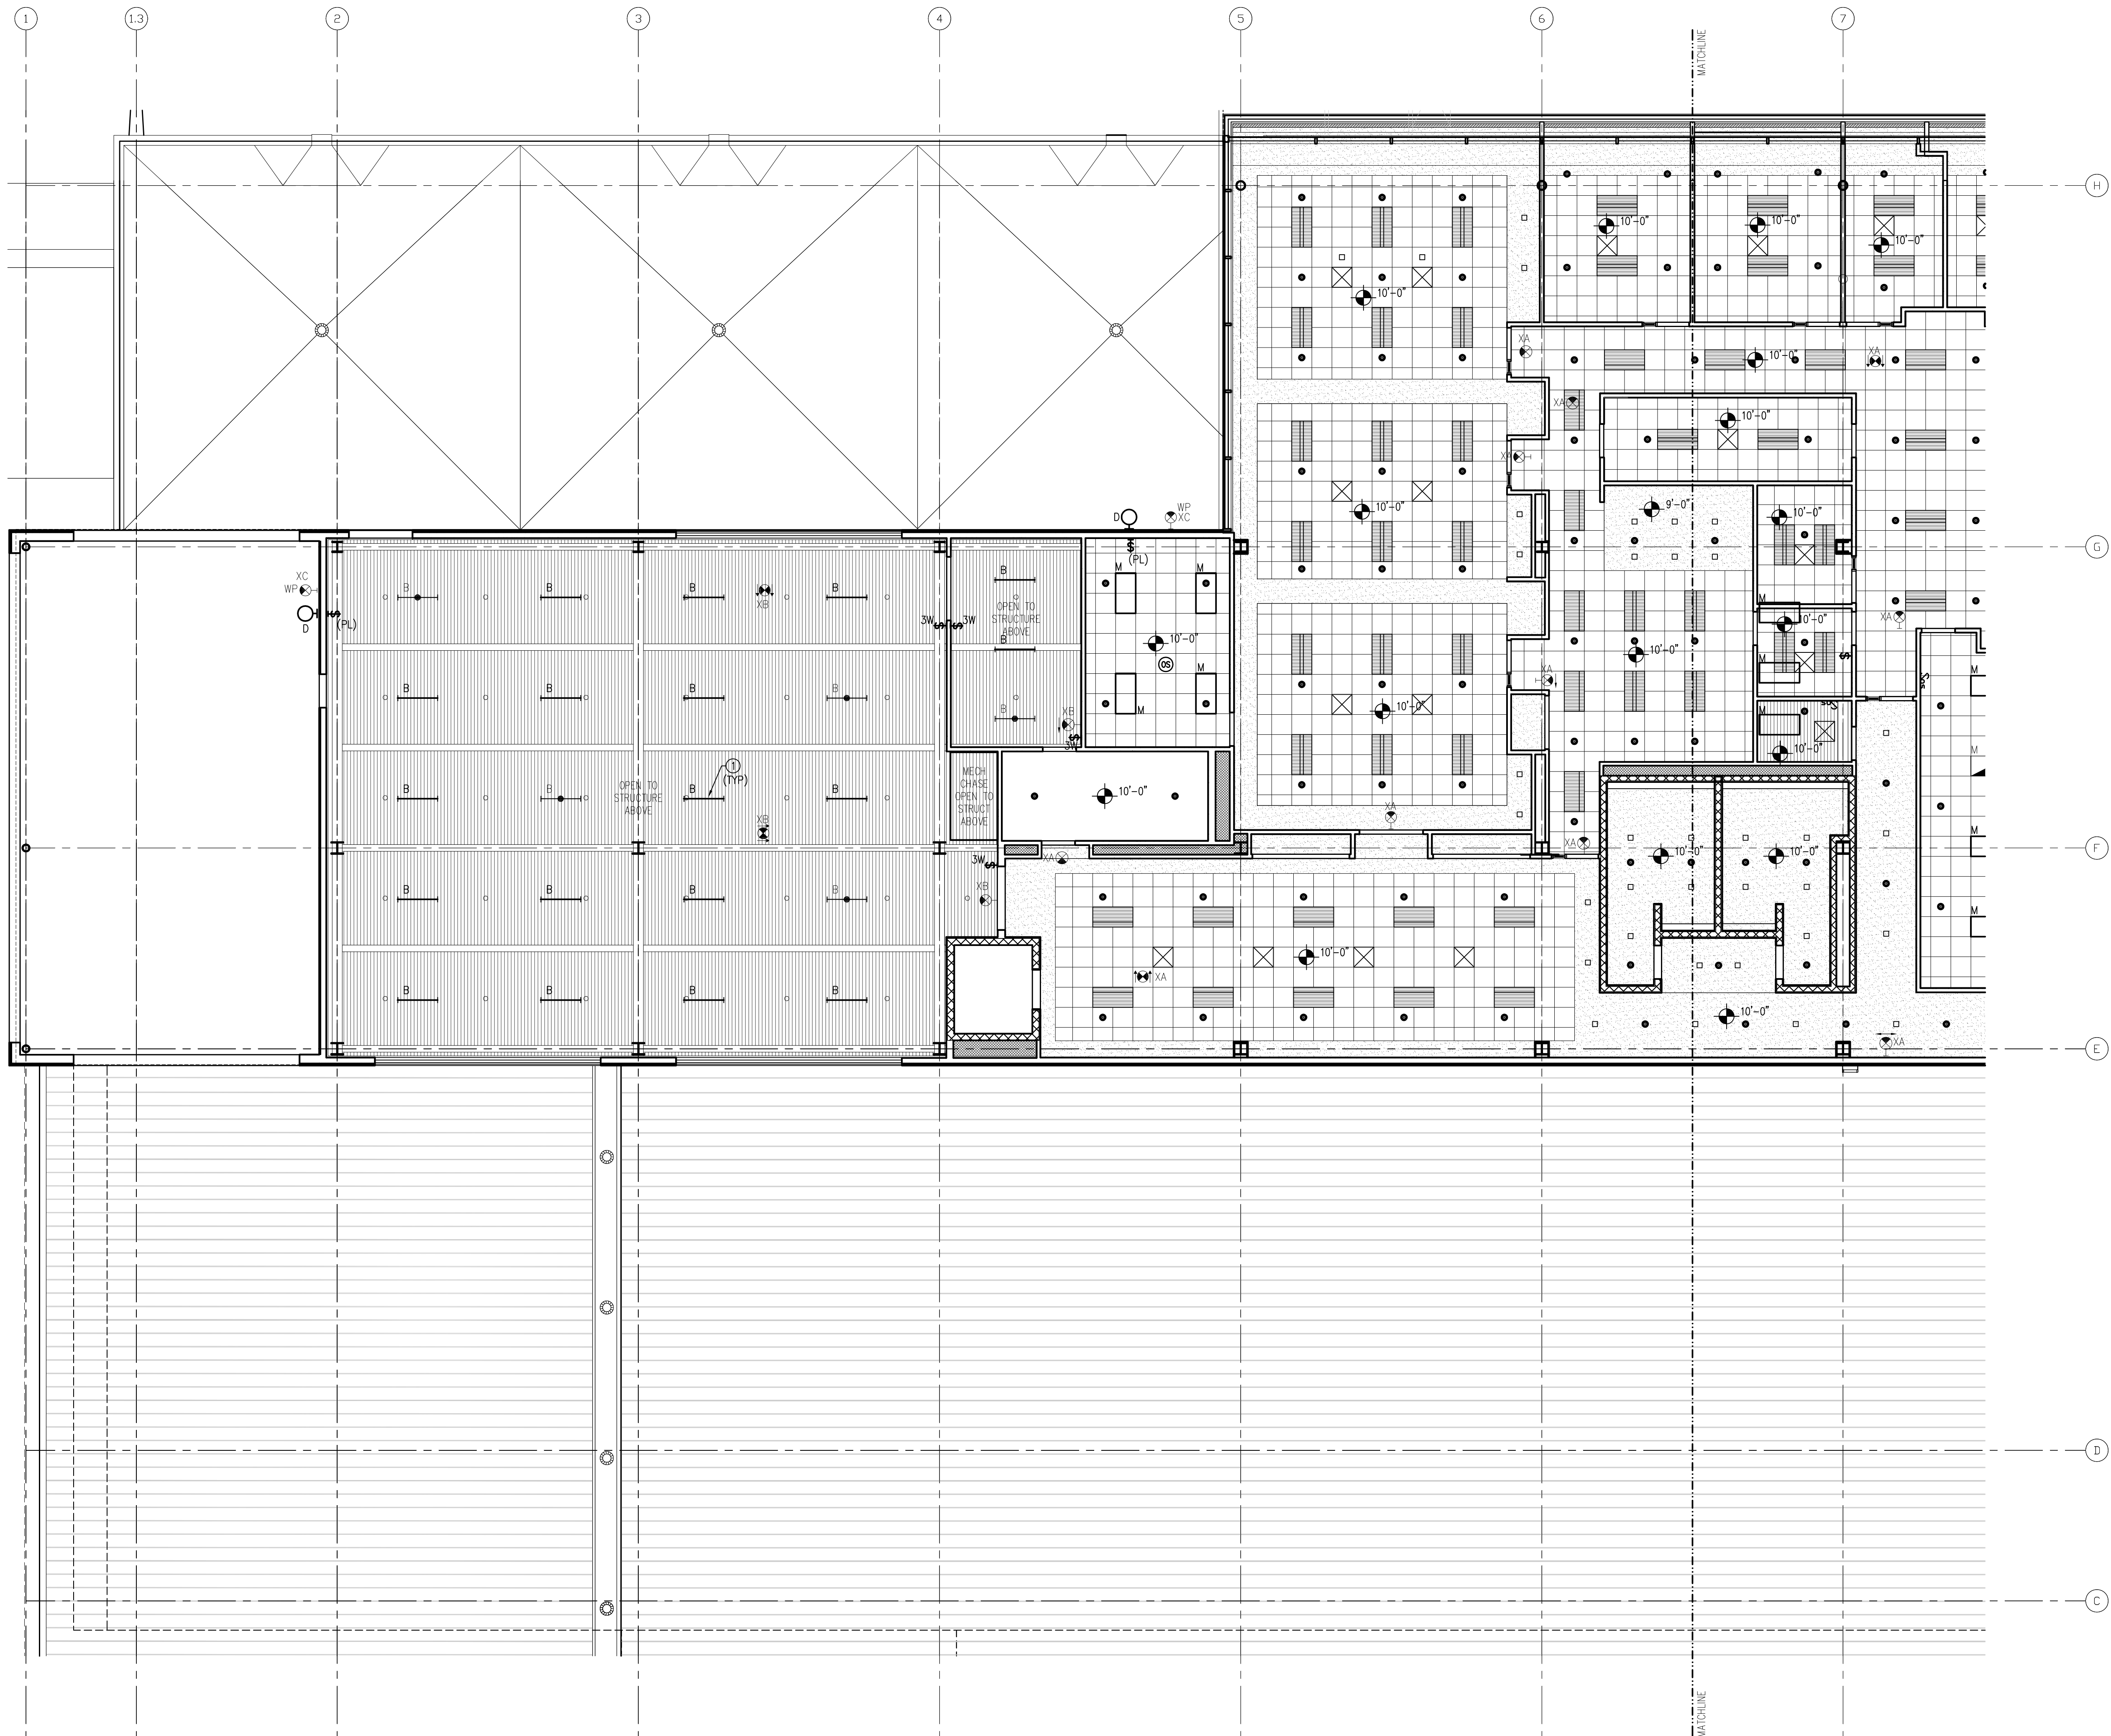 1
1.3
2
3
4
5
6
7
MATCHLINE
H
10'-0"
10'-0"
10'-0"
10'-0"
XA
10'-0"
XA
XA
10'-0"
XA
10'-0"
9'-0"
10'-0"
D
WP
XC
G
(PL)
M
M
XC
WP
D
(PL)
B
B
B
B
XB
B
OPEN TO
STRUCTURE
ABOVE
B
3W
3W
10'-0"
OS
M
M
M
10'-0"
XA
B
B
B
B
B
XB
3W
XA
10'-0"
10'-0"
M
10'-0"
M
B
B
B
B
OPEN TO
STRUCTURE
ABOVE
1
(TYP)
XB
MECH
CHASE
OPEN TO
STRUCT
ABOVE
10'-0"
XA
M
M
XA
XA
10'-0"
10'-0"
F
3W
XB
B
B
B
B
M
10'-0"
XA
B
B
B
B
10'-0"
XA
E
D
C
MATCHLINE